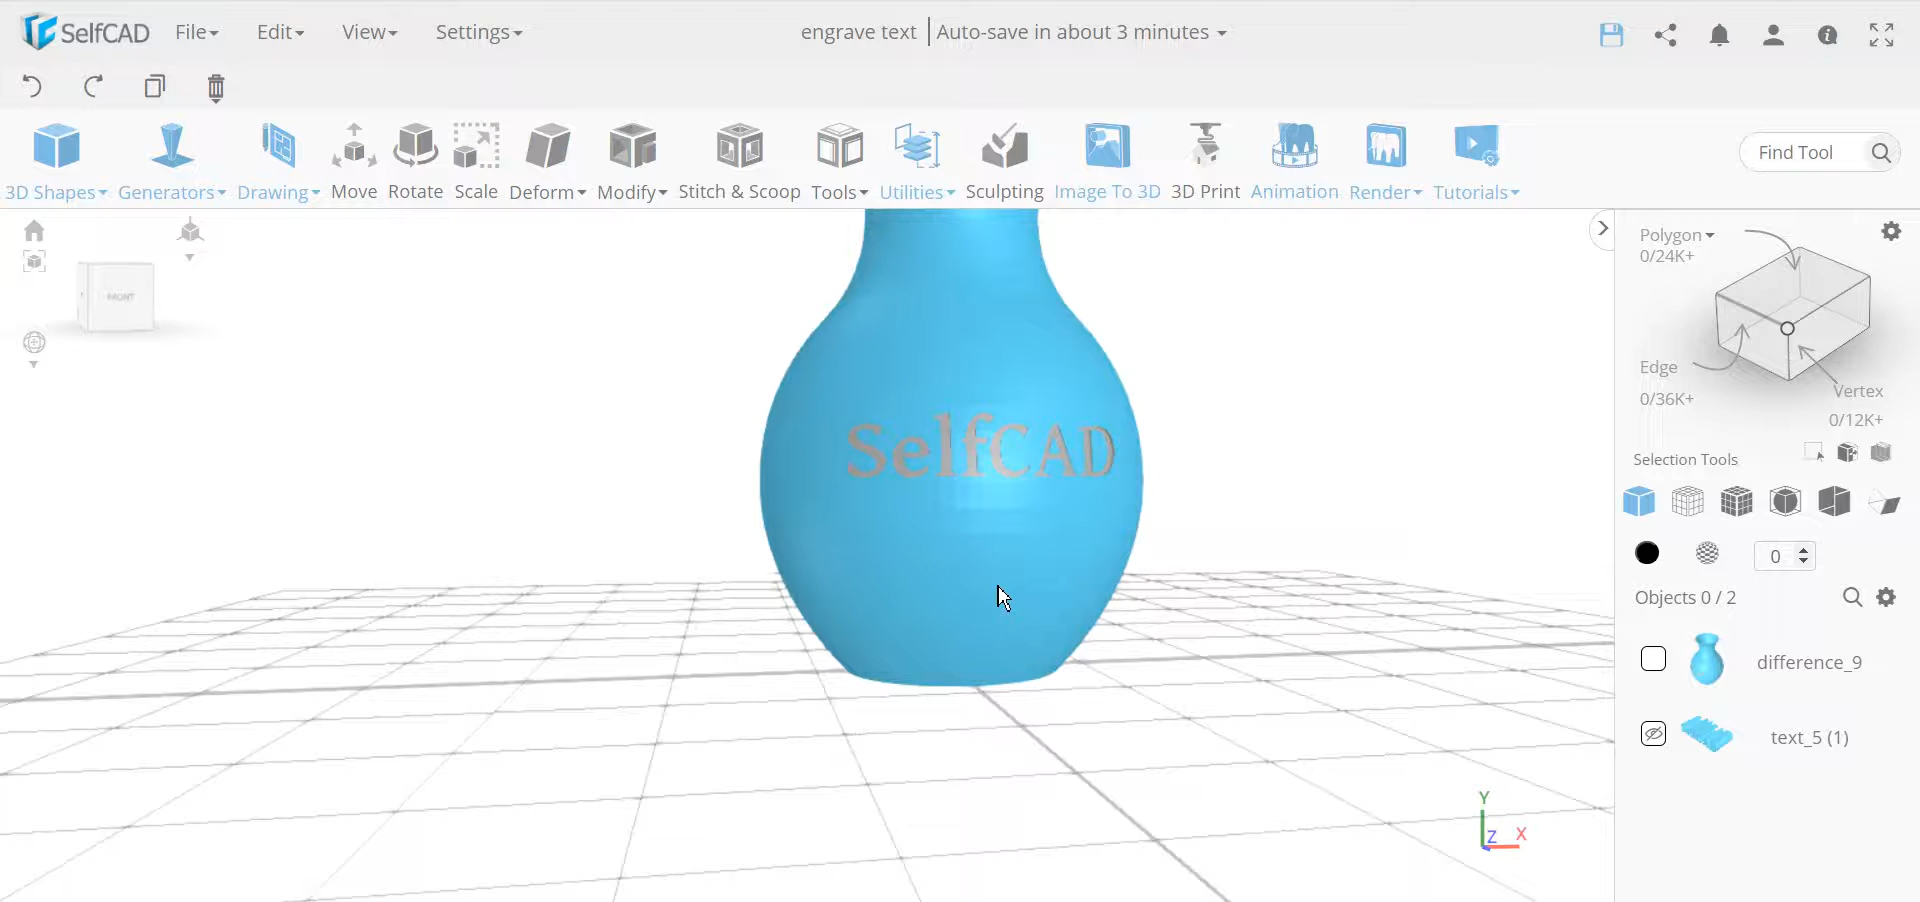 SelfCAD File Edit View Settings engrave text Auto-save in about 3 minutes
3D Shapes Generators Drawing Move Rotate Scale Deform Modify Stitch & Scoop Tools Utilities Sculpting Image To 3D 3D Print Animation Render Tutorials Find Tool
FRONT
SelfCAD
Polygon
0/24K+
Edge
0/36K+
Vertex
0/12K+
Selection Tools
0
Objects 0 / 2
difference_9
text_5 (1)
Y
Z X